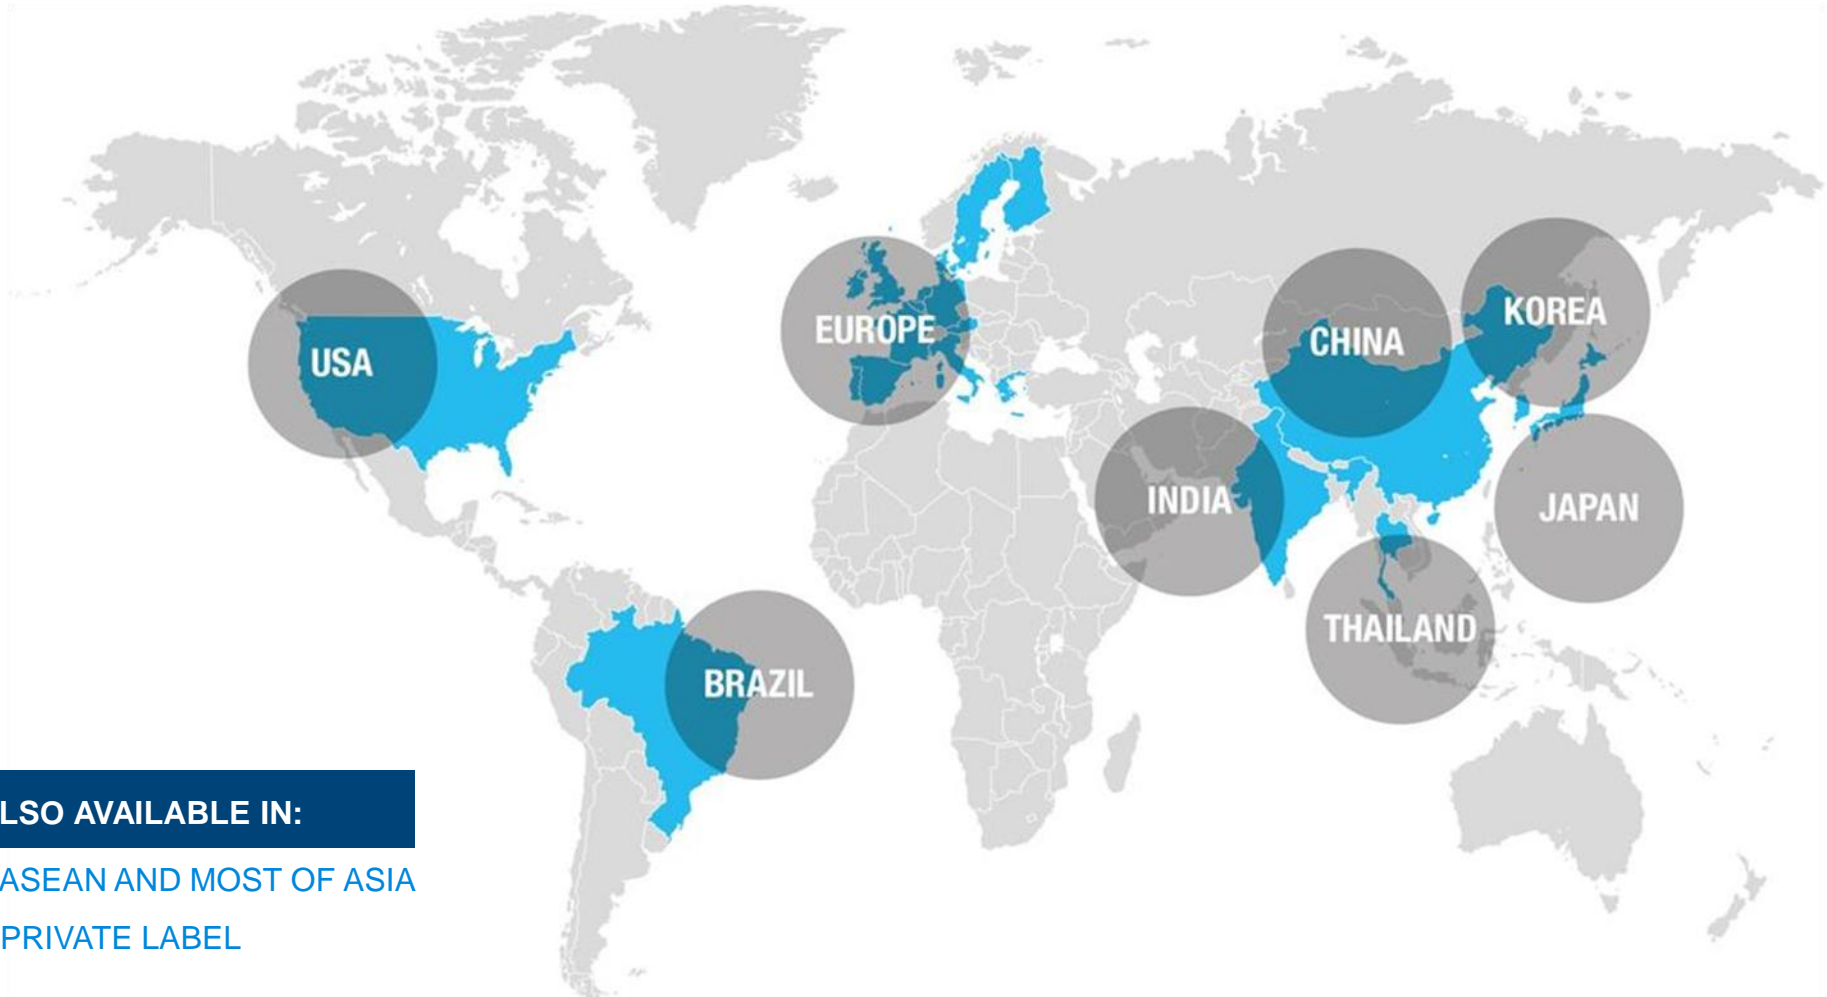 USA
EUROPE
CHINA
KOREA
INDIA
JAPAN
THAILAND
BRAZIL
LSO AVAILABLE IN:
ASEAN AND MOST OF ASIA
PRIVATE LABEL